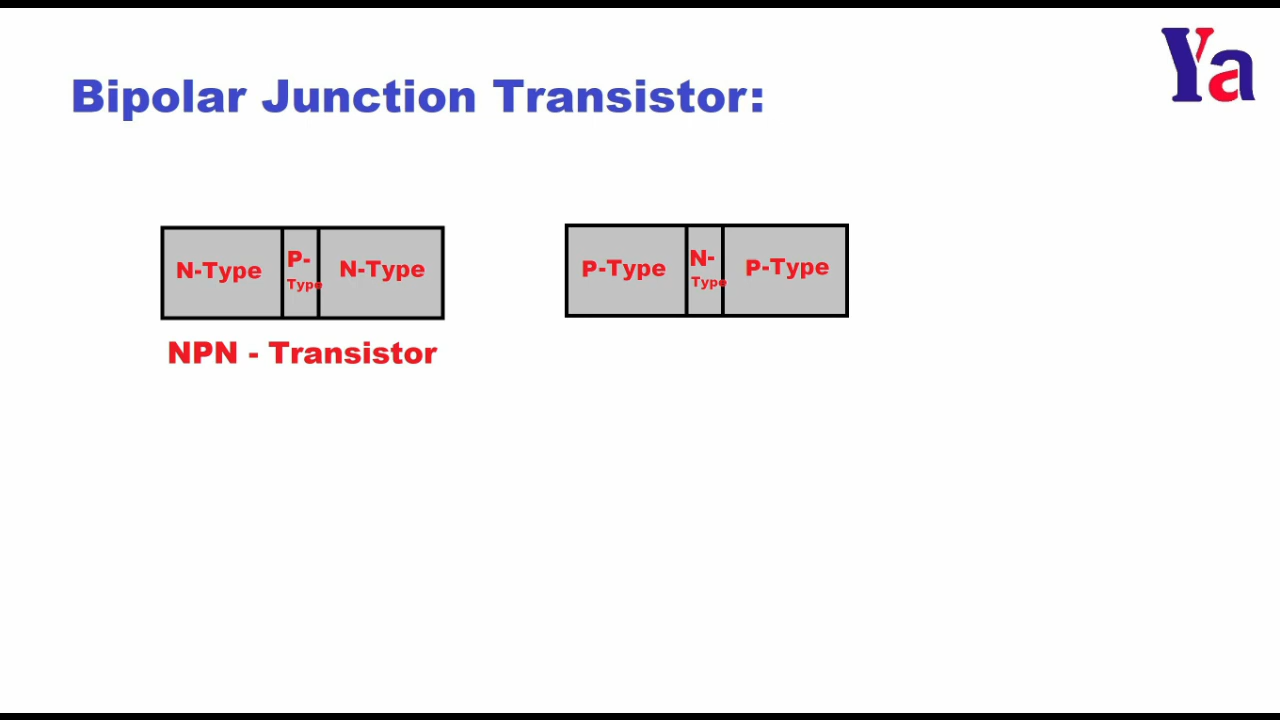 Ya
Bipolar Junction Transistor:
N-Type
P-
Type
N-Type
P-Type
N-
Type
P-Type
NPN - Transistor